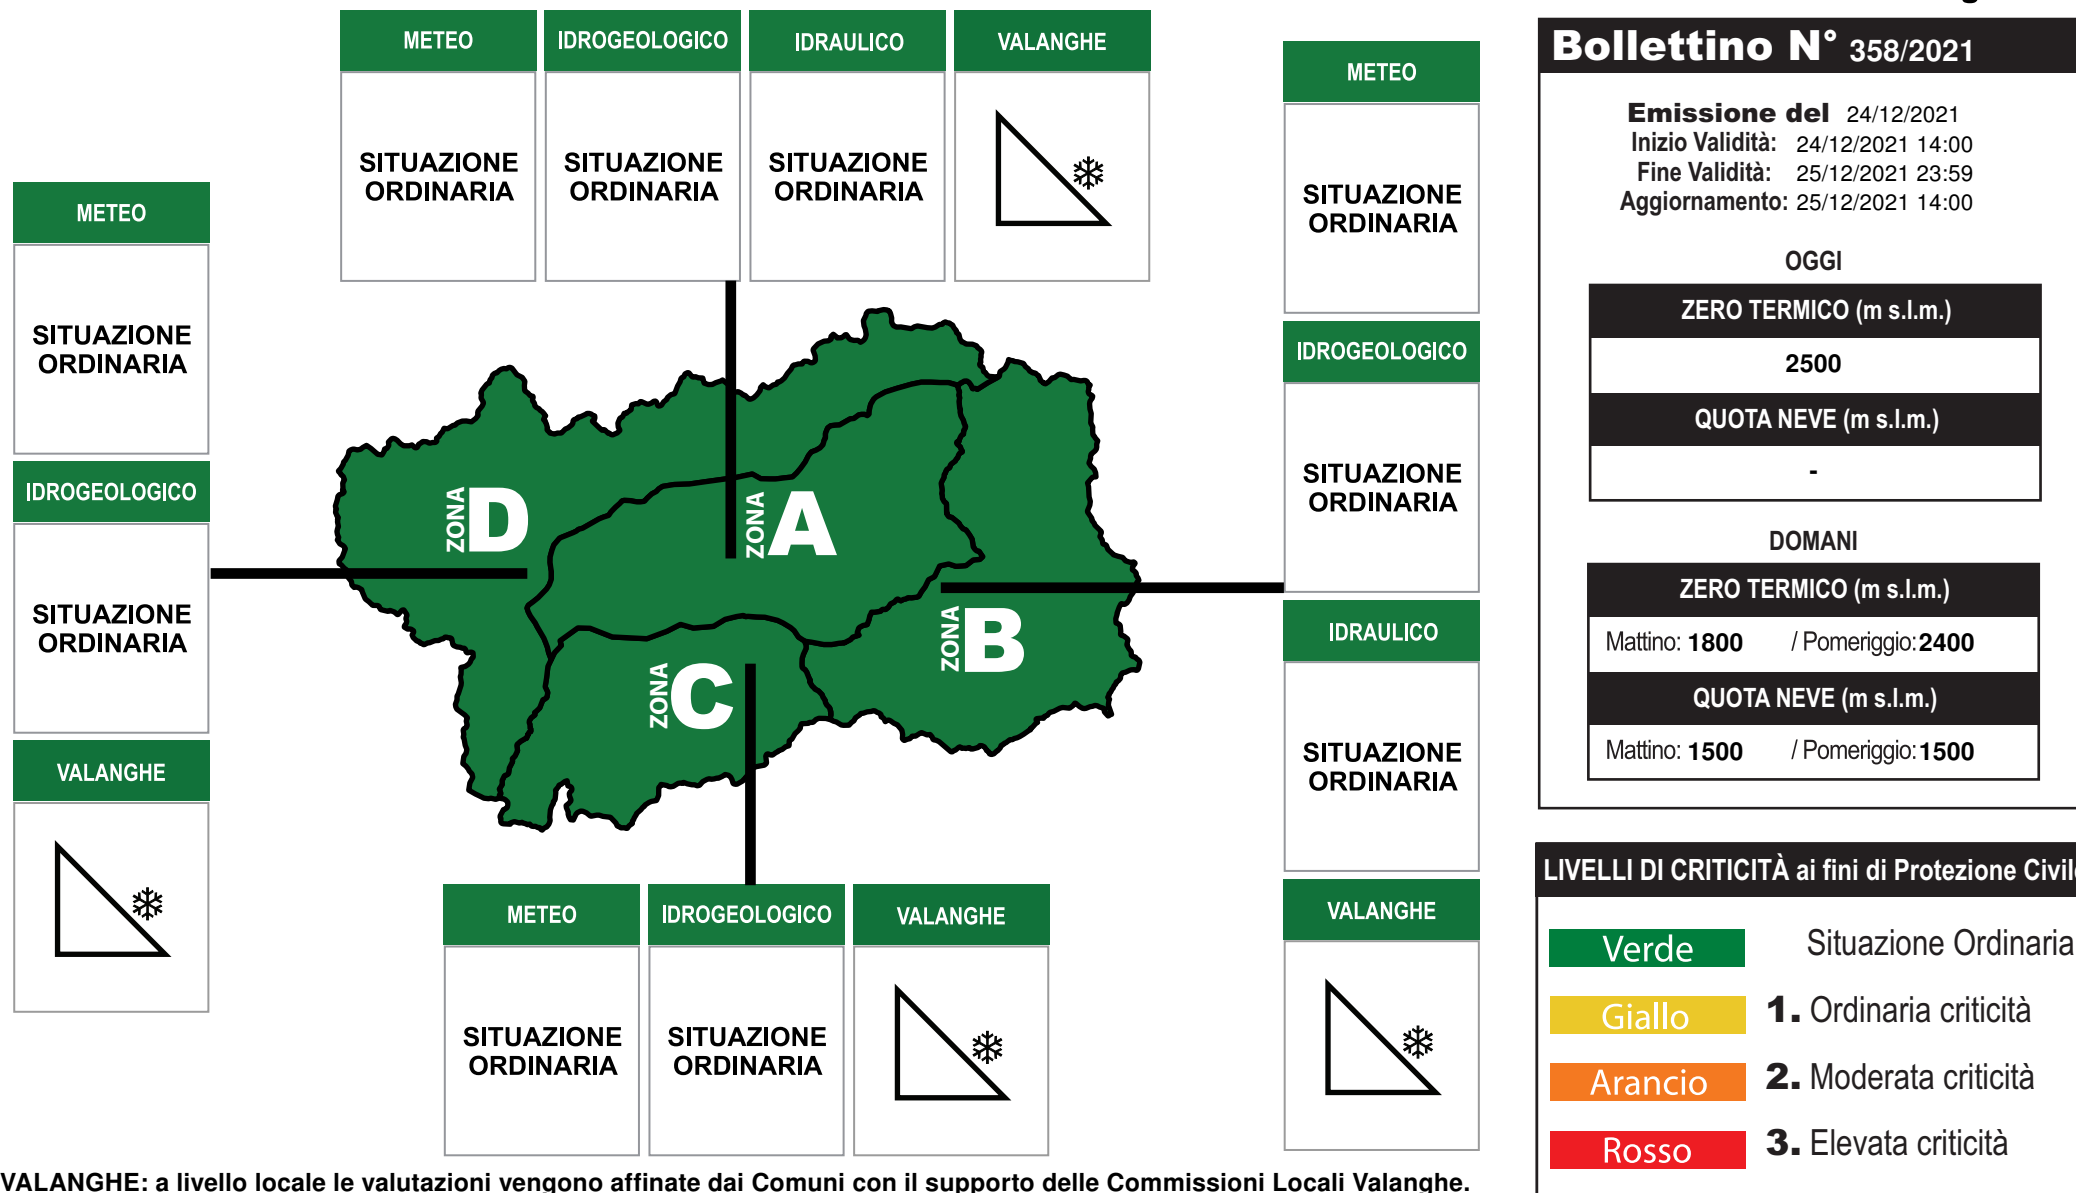 METEO
SITUAZIONE
ORDINARIA
IDROGEOLOGICO
SITUAZIONE
ORDINARIA
IDRAULICO
SITUAZIONE
ORDINARIA
VALANGHE
METEO
SITUAZIONE
ORDINARIA
IDROGEOLOGICO
SITUAZIONE
ORDINARIA
VALANGHE
METEO
SITUAZIONE
ORDINARIA
IDROGEOLOGICO
SITUAZIONE
ORDINARIA
IDRAULICO
SITUAZIONE
ORDINARIA
VALANGHE
ZONA D
ZONA A
ZONA B
ZONA C
METEO
SITUAZIONE
ORDINARIA
IDROGEOLOGICO
SITUAZIONE
ORDINARIA
VALANGHE
VALANGHE: a livello locale le valutazioni vengono affinate dai Comuni con il supporto delle Commissioni Locali Valanghe.
Bollettino N° 358/2021
Emissione del 24/12/2021
Inizio Validità: 24/12/2021 14:00
Fine Validità: 25/12/2021 23:59
Aggiornamento: 25/12/2021 14:00
OGGI
ZERO TERMICO (m s.l.m.)
2500
QUOTA NEVE (m s.l.m.)
-
DOMANI
ZERO TERMICO (m s.l.m.)
Mattino: 1800 / Pomeriggio: 2400
QUOTA NEVE (m s.l.m.)
Mattino: 1500 / Pomeriggio: 1500
LIVELLI DI CRITICITÀ ai fini di Protezione Civile
Verde Situazione Ordinaria
Giallo 1. Ordinaria criticità
Arancio 2. Moderata criticità
Rosso 3. Elevata criticità